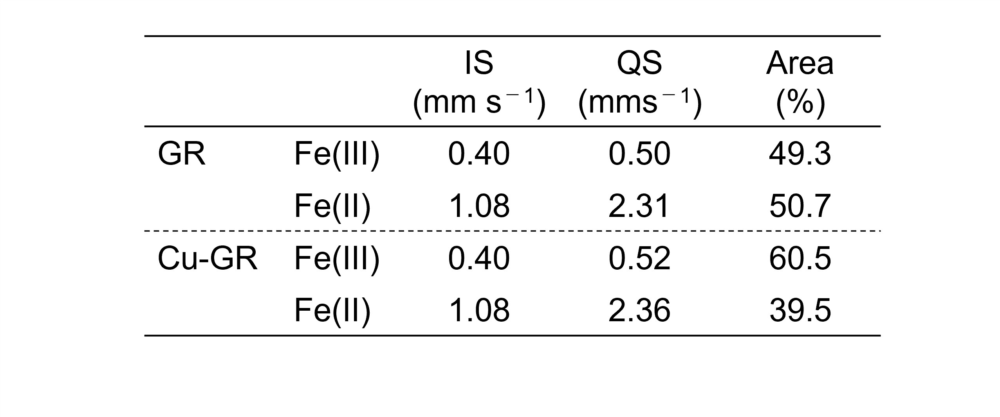 IS QS Area
(mm s⁻¹) (mms⁻¹) (%)
GR Fe(III) 0.40 0.50 49.3
Fe(II) 1.08 2.31 50.7
Cu-GR Fe(III) 0.40 0.52 60.5
Fe(II) 1.08 2.36 39.5